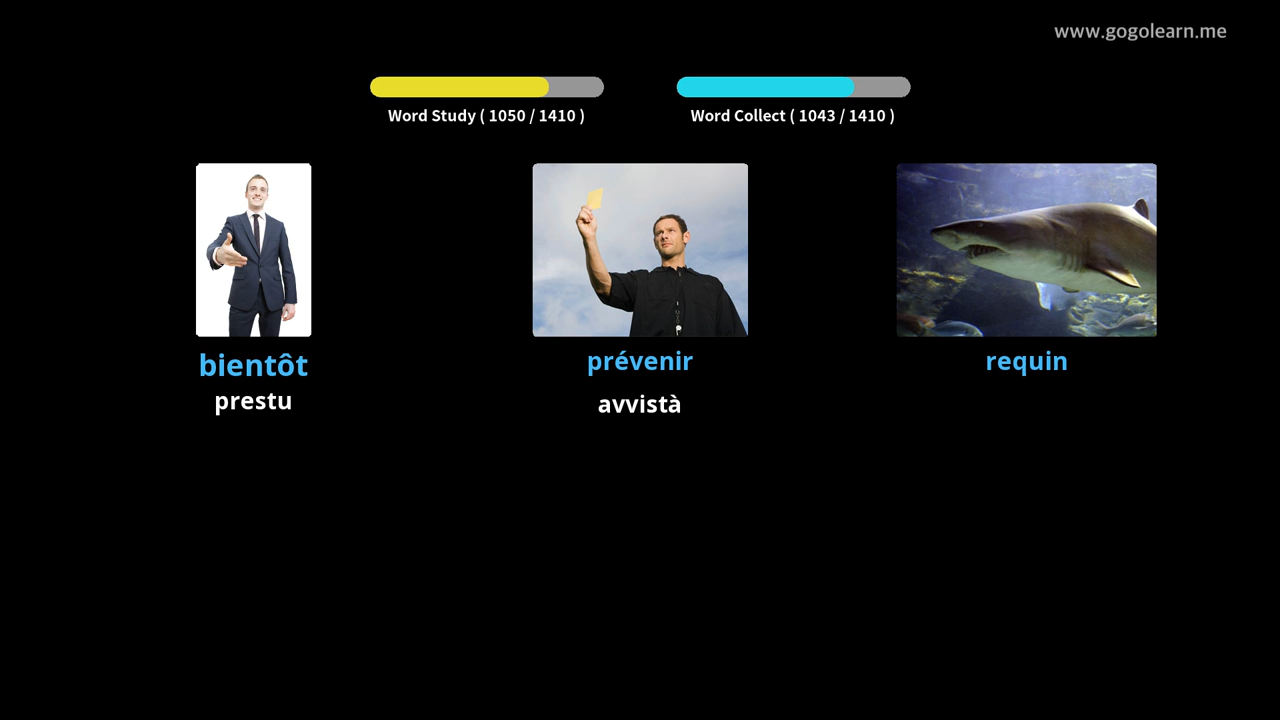 www.gogolearn.me
Word Study ( 1050 / 1410 )
Word Collect ( 1043 / 1410 )
bientôt
prestu
prévenir
avvistà
requin